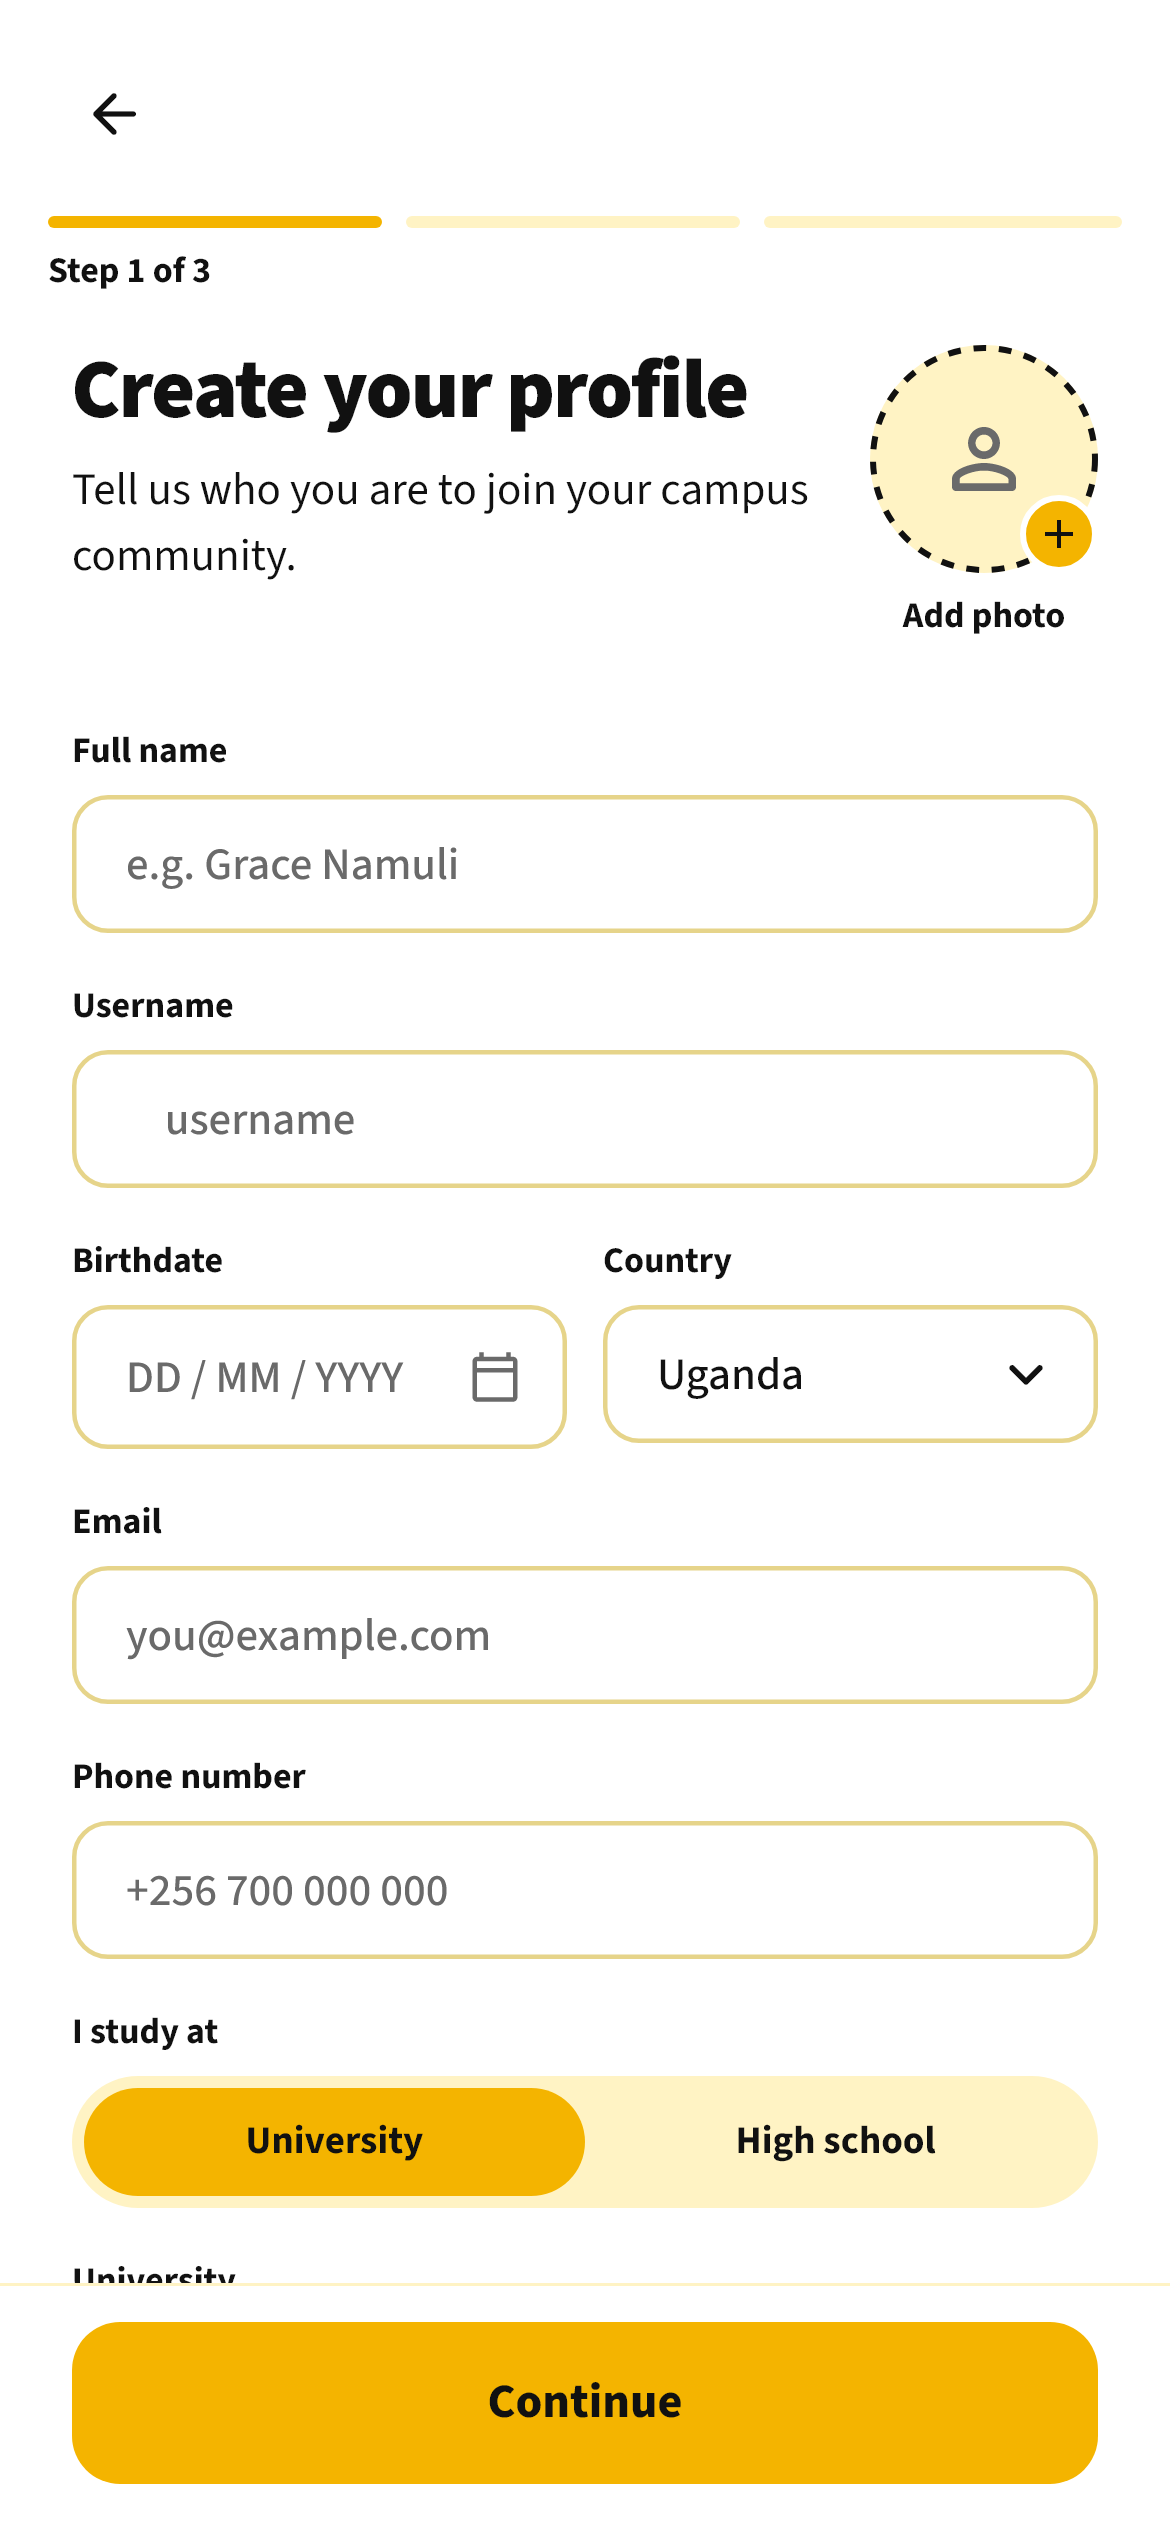 Step 1 of 3
Create your profile
Tell us who you are to join your campus
community.
Add photo
Full name
e.g. Grace Namuli
Username
username
Birthdate
Country
DD / MM / YYYY
Uganda
Email
you@example.com
Phone number
+256 700 000 000
I study at
University
High school
University
Continue